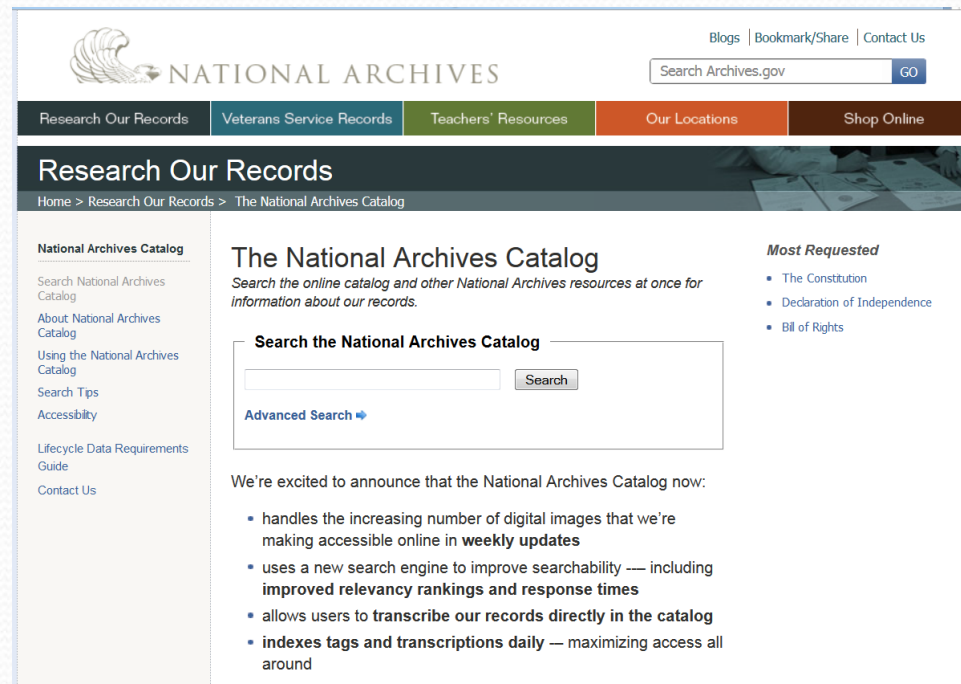 Blogs | Bookmark/Share | Contact Us
NATIONAL ARCHIVES
Search Archives.gov GO
Research Our Records Veterans Service Records Teachers' Resources Our Locations Shop Online
Research Our Records
Home > Research Our Records > The National Archives Catalog
National Archives Catalog
Search National Archives
Catalog
About National Archives
Catalog
Using the National Archives
Catalog
Search Tips
Accessibility
Lifecycle Data Requirements
Guide
Contact Us
The National Archives Catalog
Search the online catalog and other National Archives resources at once for
information about our records.
Search the National Archives Catalog
Search
Advanced Search
We're excited to announce that the National Archives Catalog now:
• handles the increasing number of digital images that we're
making accessible online in weekly updates
• uses a new search engine to improve searchability –-– including
improved relevancy rankings and response times
• allows users to transcribe our records directly in the catalog
• indexes tags and transcriptions daily –- maximizing access all
around
Most Requested
• The Constitution
• Declaration of Independence
• Bill of Rights